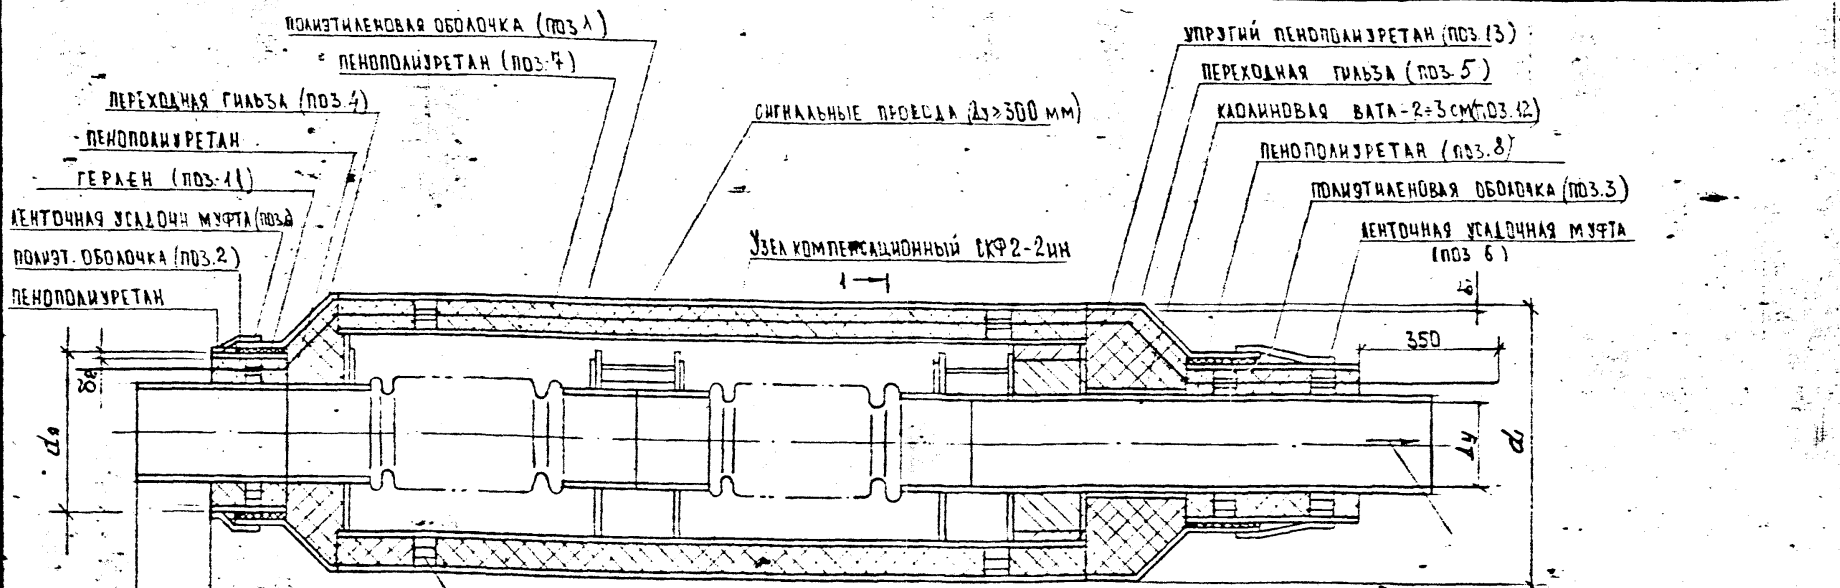 ПОЛИЭТИЛЕНОВАЯ ОБОЛОЧКА (ПОЗ 1)
ПЕНОПОЛИУРЕТАН (ПОЗ. 7)
ПЕРЕХОДНАЯ ГИЛЬЗА (ПОЗ. 4)
ПЕНОПОЛИУРЕТАН
ГЕРЛЕН (ПОЗ. 11)
ЛЕНТОЧНАЯ УСАДОЧН МУФТА
ПОЛИЭТ. ОБОЛОЧКА (ПОЗ. 2)
ПЕНОПОЛИУРЕТАН
СИГНАЛЬНЫЕ ПРОВОДА (Ду≥300 мм)
УЗЕЛ КОМПЕНСАЦИОННЫЙ СКФ2-2ИН
1
УПРУГИЙ ПЕНОПОЛИУРЕТАН (ПОЗ. 13)
ПЕРЕХОДНАЯ ГИЛЬЗА (ПОЗ. 5)
КАОЛИНОВАЯ ВАТА-2÷3 СМ (ПОЗ. 12)
ПЕНОПОЛИУРЕТАН (ПОЗ. 8)
ПОЛИЭТИЛЕНОВАЯ ОБОЛОЧКА (ПОЗ. 3)
ЛЕНТОЧНАЯ УСАДОЧНАЯ МУФТА
(ПОЗ 6)
350
Ду
d